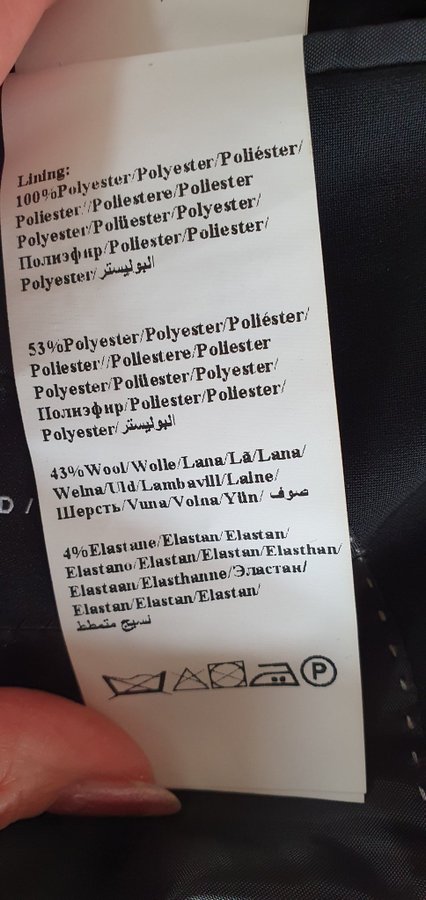 Lining:
100%Polyester/Polyester/Poliéster/
Poliester//Poliestere/Poliester
Polyester/Polüester/Polyester/
Полиэфир/Poliester/Poliester/
Polyester/البوليستر
53%Polyester/Polyester/Poliéster/
Poliester//Poliestere/Poliester
Polyester/Polüester/Polyester/
Полиэфир/Poliester/Poliester/
Polyester/البوليستر
43%Wool/Wolle/Lana/Lã/Lana/
Welna/Uld/Lambavill/Laine/
Шерсть/Vuna/Volna/Yün/ صوف
4%Elastane/Elastan/Elastan/
Elastano/Elastan/Elastan/Elasthan/
Elastaan/Elasthanne/Эластан/
Elastan/Elastan/Elastan/
نسيج متمطط
P
D /